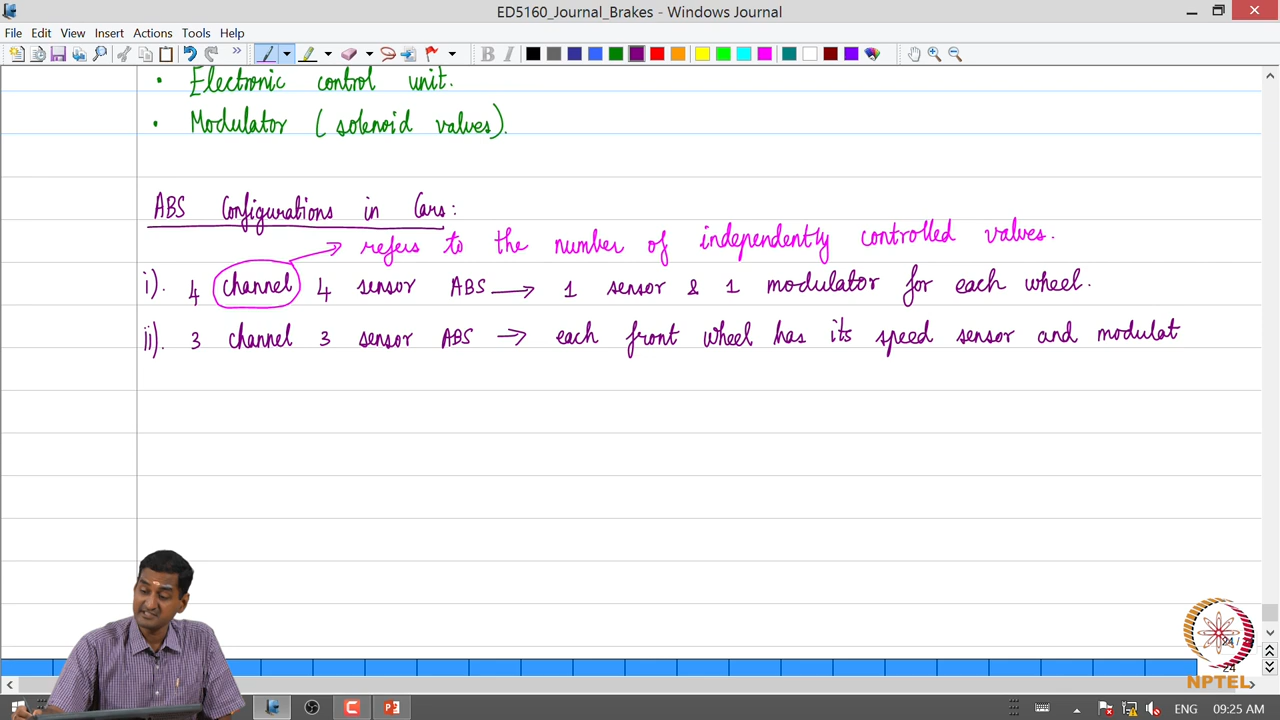 ED5160_Journal_Brakes - Windows Journal
File Edit View Insert Actions Tools Help
• Electronic control unit.
• Modulator (solenoid valves).
ABS Configurations in Cars:
→ refers to the number of independently controlled valves.
i). 4 channel 4 sensor ABS → 1 sensor & 1 modulator for each wheel.
ii). 3 channel 3 sensor ABS → each front wheel has its speed sensor and modulat
24 /
24
NPTEL
ENG 09:25 AM